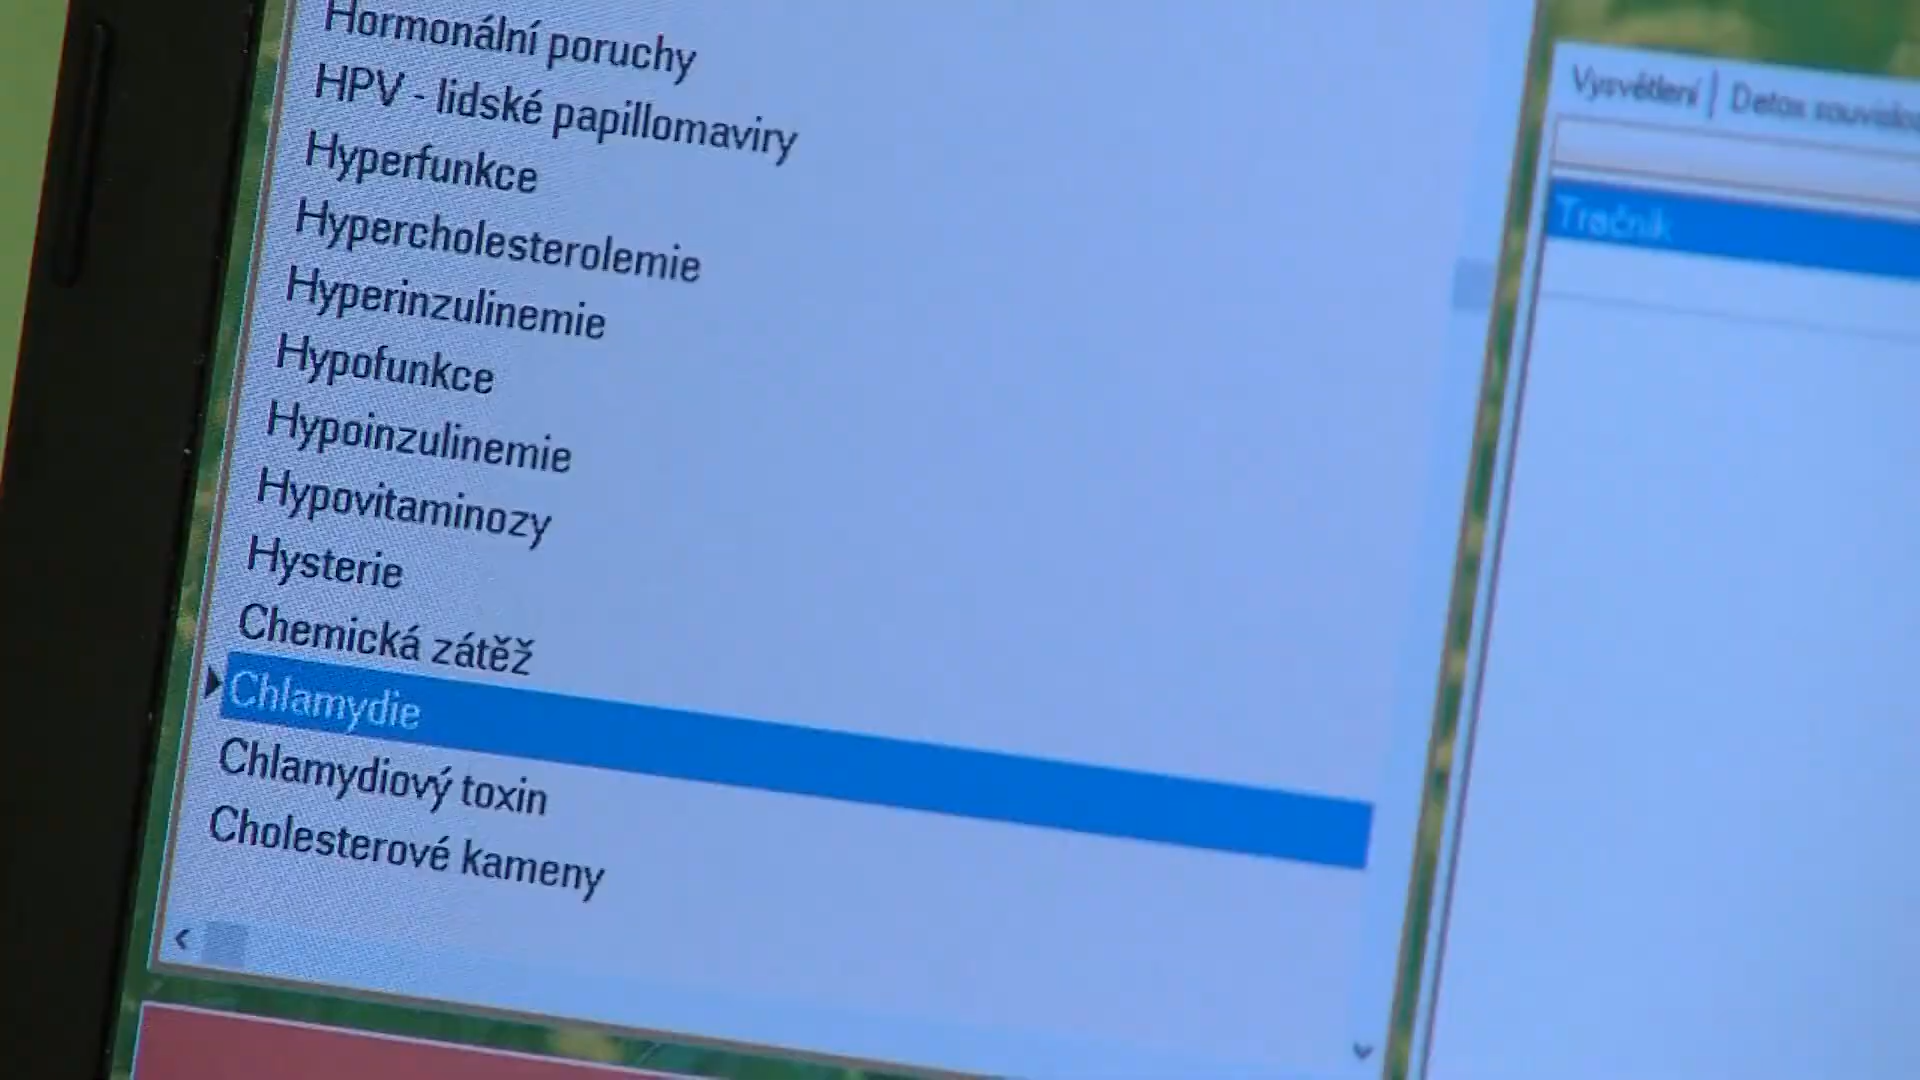 Hormonální poruchy
HPV - lidské papillomaviry
Hyperfunkce
Hypercholesterolemie
Hyperinzulinemie
Hypofunkce
Hypoinzulinemie
Hypovitaminozy
Hysterie
Chemická zátěž
Chlamydie
Chlamydiový toxin
Cholesterové kameny
Vysvětlení | Detox
Tračník